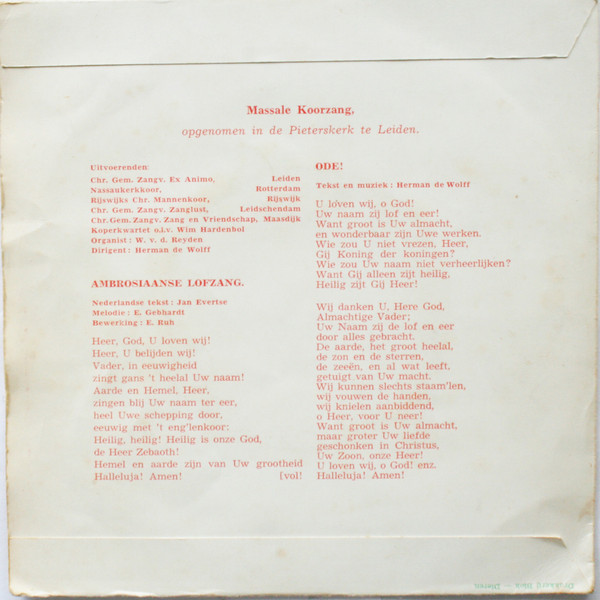 Massale Koorzang,
opgenomen in de Pieterskerk te Leiden.
Uitvoerenden
Chr. Gem. Zangv. Ex Animo, Leiden
Nassaukerkkoor, Rotterdam
Rijswijks Chr. Mannenkoor, Rijswijk
Chr. Gem. Zangv. Zanglust, Leidschendam
Chr. Gem. Zangv. Zang en Vriendschap, Maasdijk
Koperkwartet o.l.v. Wim Hardenbol
Organist: W. v. d. Reyden
Dirigent: Herman de Wolff
AMBROSIAANSE LOFZANG.
Nederlandse tekst: Jan Evertse
Melodie: E. Gebhardt
Bewerking: E. Ruh
Heer, God, U loven wij!
Heer, U belijden wij!
Vader, in eeuwigheid
zingt gans 't heelal Uw naam!
Aarde en Hemel, Heer,
zingen blij Uw naam ter eer,
heel Uwe schepping door,
eeuwig met 't eng'lenkoor:
Heilig, heilig! Heilig is onze God,
de Heer Zebaoth!
Hemel en aarde zijn van Uw grootheid
Halleluja! Amen! [vol!
ODE!
Tekst en muziek: Herman de Wolff
U loven wij, o God!
Uw naam zij lof en eer!
Want groot is Uw almacht,
en wonderbaar zijn Uwe werken.
Wie zou U niet vrezen, Heer,
Gij Koning der koningen?
Wie zou Uw naam niet verheerlijken?
Want Gij alleen zijt heilig,
Heilig zijt Gij Heer!
Wij danken U, Here God,
Almachtige Vader;
Uw Naam zij de lof en eer
door alles gebracht.
De aarde, het groot heelal,
de zon en de sterren,
de zeeën, en al wat leeft,
getuigt van Uw macht.
Wij kunnen slechts staam'len,
wij vouwen de handen,
wij knielen aanbiddend,
o Heer, voor U neer!
Want groot is Uw almacht,
maar groter Uw liefde
geschonken in Christus,
Uw Zoon, onze Heer!
U loven wij, o God! enz.
Halleluja! Amen!